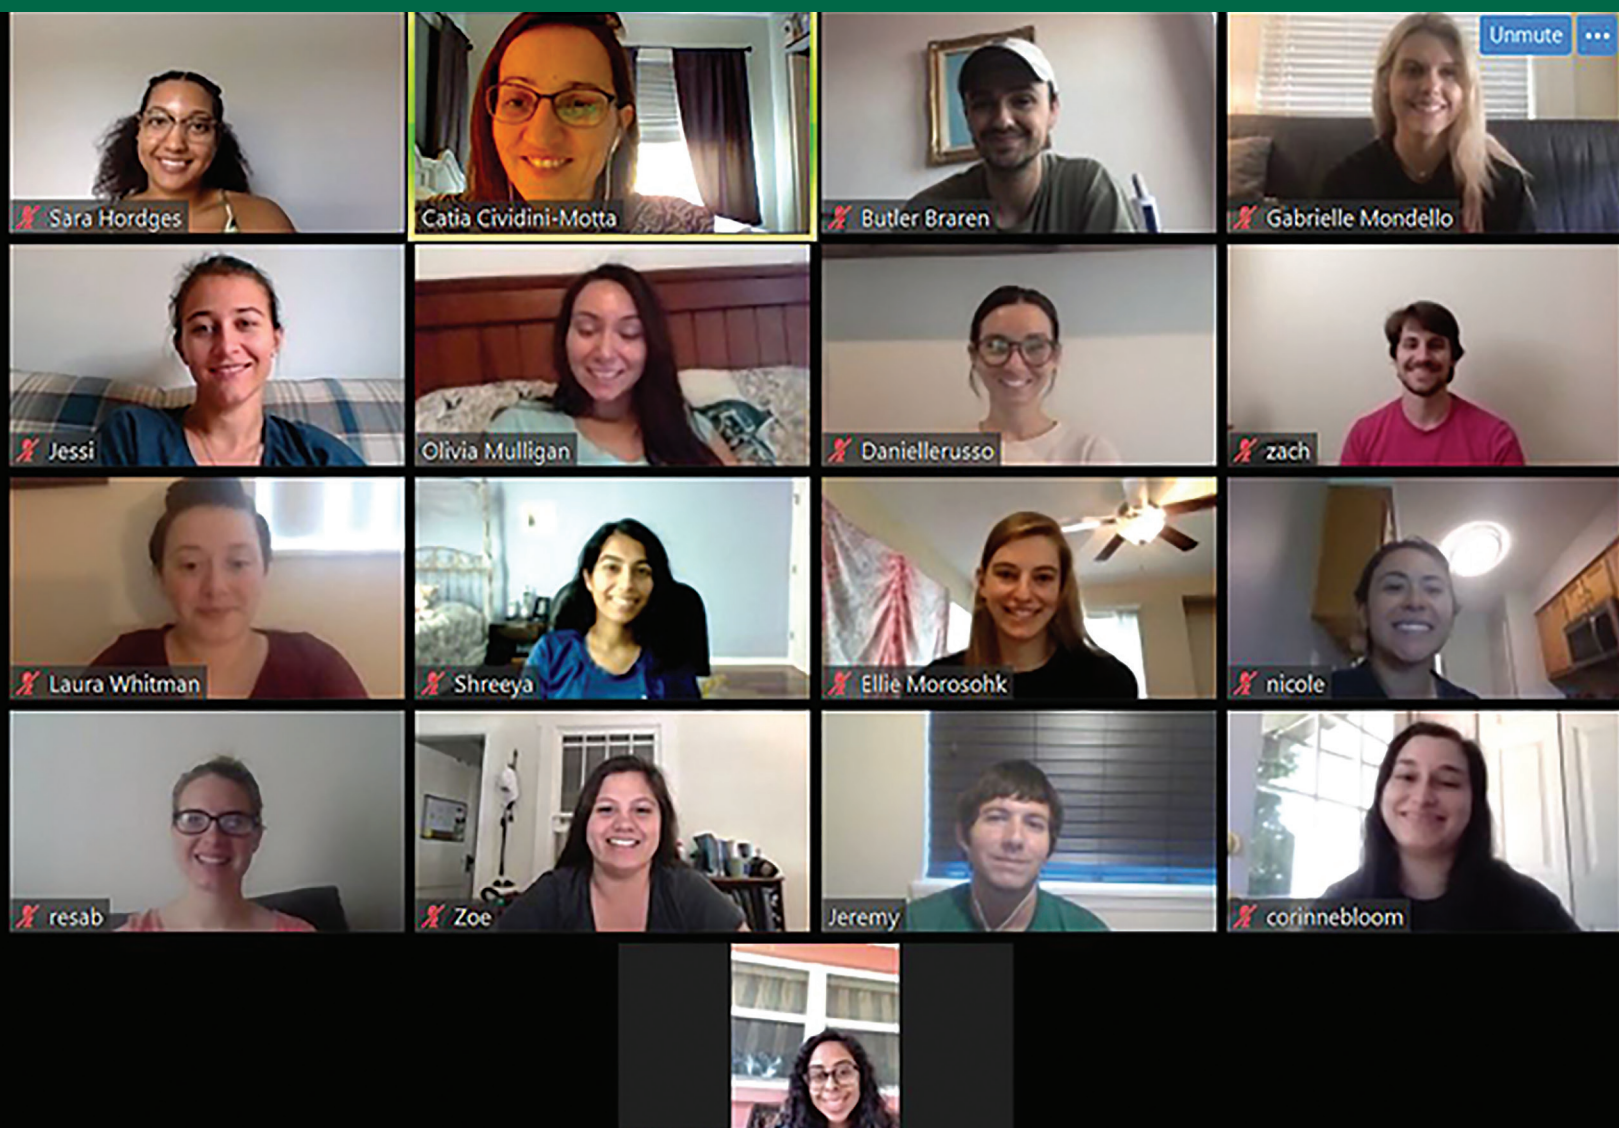 Unmute
Sara Hordges
Catia Cividini-Motta
Butler Braren
Gabrielle Mondello
Jessi
Olivia Mulligan
Daniellerusso
zach
Laura Whitman
Shreeya
Ellie Morosohk
nicole
resab
Zoe
Jeremy
corinnebloom